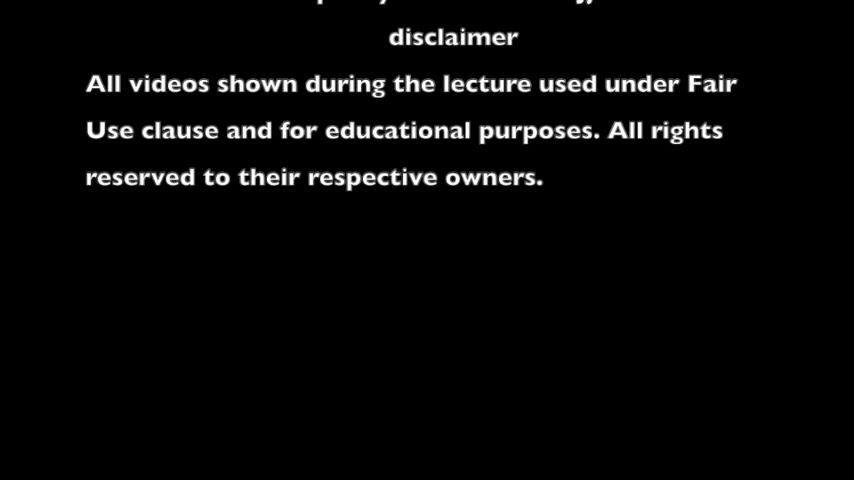 disclaimer
All videos shown during the lecture used under Fair
Use clause and for educational purposes. All rights
reserved to their respective owners.